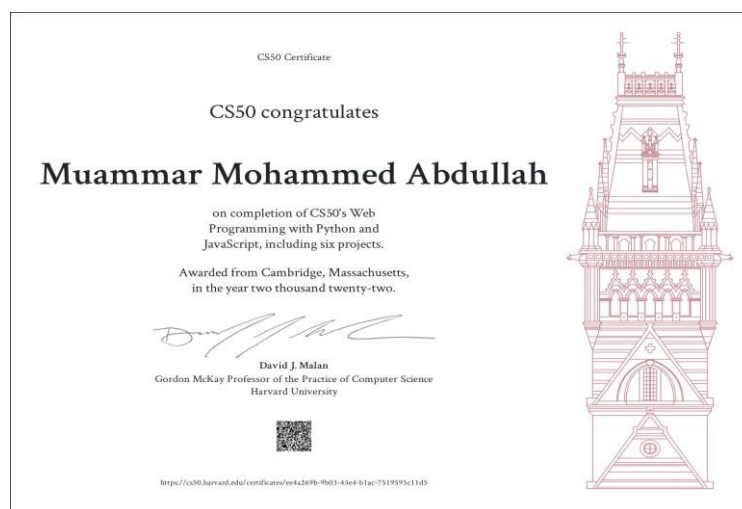 CS50 Certificate
CS50 congratulates
Muammar Mohammed Abdullah
on completion of CS50's Web
Programming with Python and
JavaScript, including six projects.
Awarded from Cambridge, Massachusetts,
in the year two thousand twenty-two.
David J. Malan
Gordon McKay Professor of the Practice of Computer Science
Harvard University
https://cs50.harvard.edu/certificates/ee4a269b-9b03-43e4-b1ac-7519595c11d5